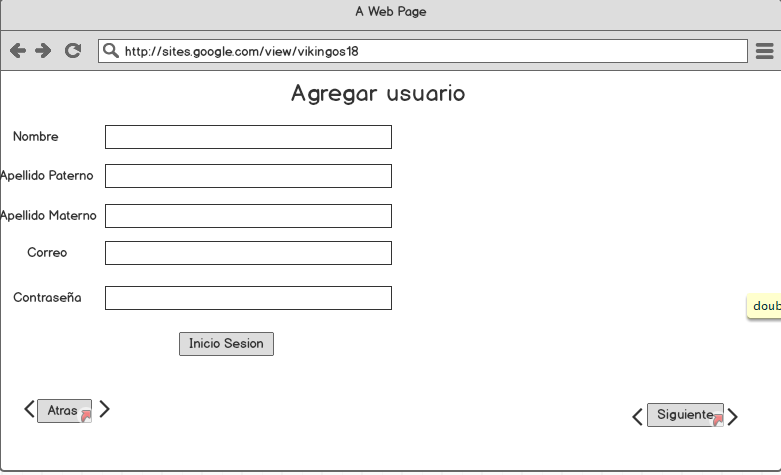 A Web Page
http://sites.google.com/view/vikingos18
Agregar usuario
Nombre
Apellido Paterno
Apellido Materno
Correo
Contraseña
doub
Inicio Sesion
Atras
Siguiente